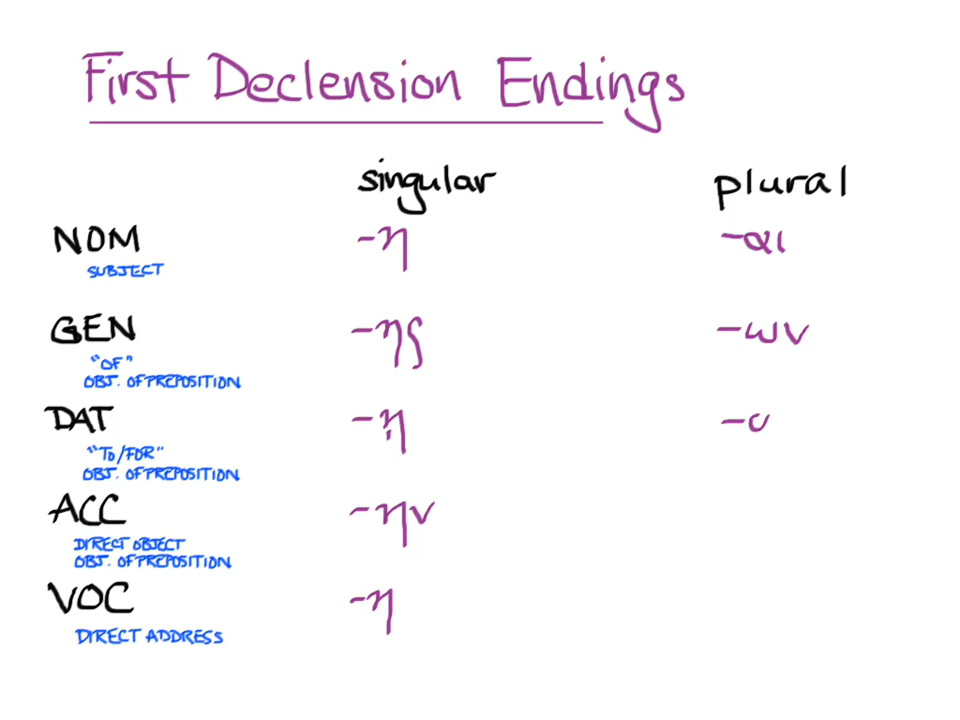 First Declension Endings
singular plural
NOM -η -αι
SUBJECT
GEN -ης -ων
"OF"
OBJ. OF PREPOSITION
DAT -ῃ
"TO/FOR"
OBJ. OF PREPOSITION
ACC -ην
DIRECT OBJECT
OBJ. OF PREPOSITION
VOC -η
DIRECT ADDRESS